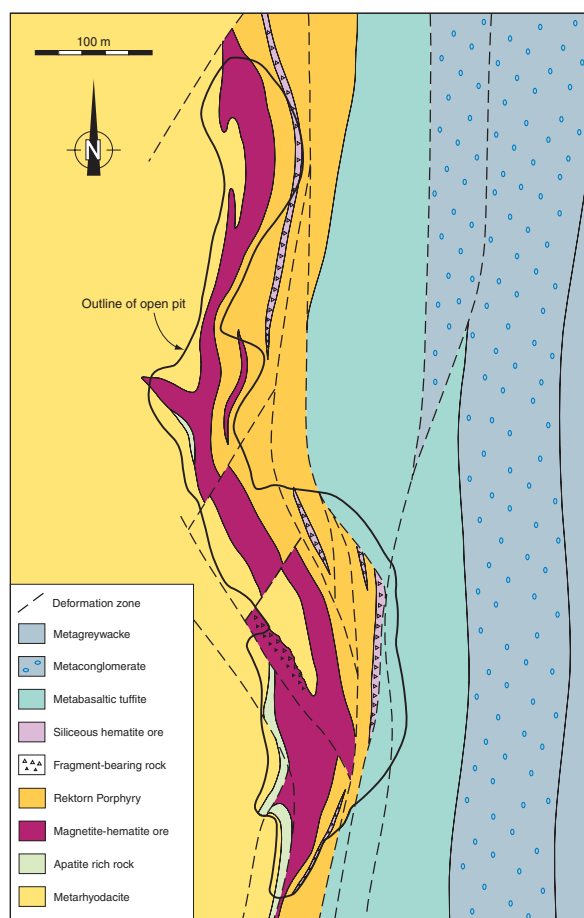 100 m
N
Outline of open pit
Deformation zone
Metagreywacke
Metaconglomerate
Metabasaltic tuffite
Siliceous hematite ore
Fragment-bearing rock
Rektorn Porphyry
Magnetite-hematite ore
Apatite rich rock
Metarhyodacite